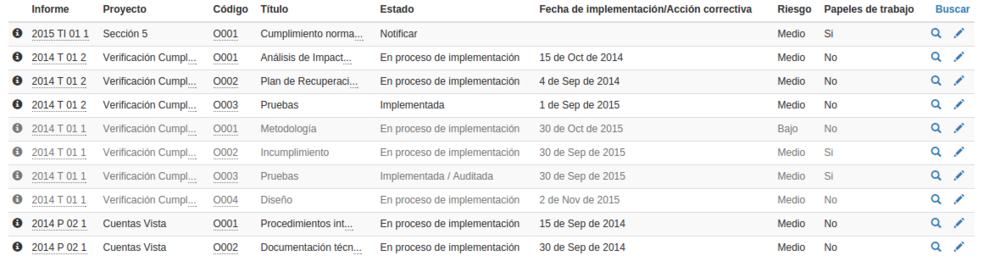 Informe Proyecto Código Título Estado Fecha de implementación/Acción correctiva Riesgo Papeles de trabajo Buscar
2015 TI 01 1 Sección 5 O001 Cumplimiento norma... Notificar Medio Si
2014 T 01 2 Verificación Cumpl... O001 Análisis de Impact... En proceso de implementación 15 de Oct de 2014 Medio No
2014 T 01 2 Verificación Cumpl... O002 Plan de Recuperaci... En proceso de implementación 4 de Sep de 2014 Medio No
2014 T 01 2 Verificación Cumpl... O003 Pruebas Implementada 1 de Sep de 2015 Medio No
2014 T 01 1 Verificación Cumpl... O001 Metodología En proceso de implementación 30 de Oct de 2015 Bajo No
2014 T 01 1 Verificación Cumpl... O002 Incumplimiento En proceso de implementación 30 de Sep de 2015 Medio Si
2014 T 01 1 Verificación Cumpl... O003 Pruebas Implementada / Auditada 30 de Sep de 2015 Medio Si
2014 T 01 1 Verificación Cumpl... O004 Diseño En proceso de implementación 2 de Nov de 2015 Medio No
2014 P 02 1 Cuentas Vista O001 Procedimientos int... En proceso de implementación 15 de Sep de 2014 Medio No
2014 P 02 1 Cuentas Vista O002 Documentación técn... En proceso de implementación 30 de Sep de 2014 Medio No